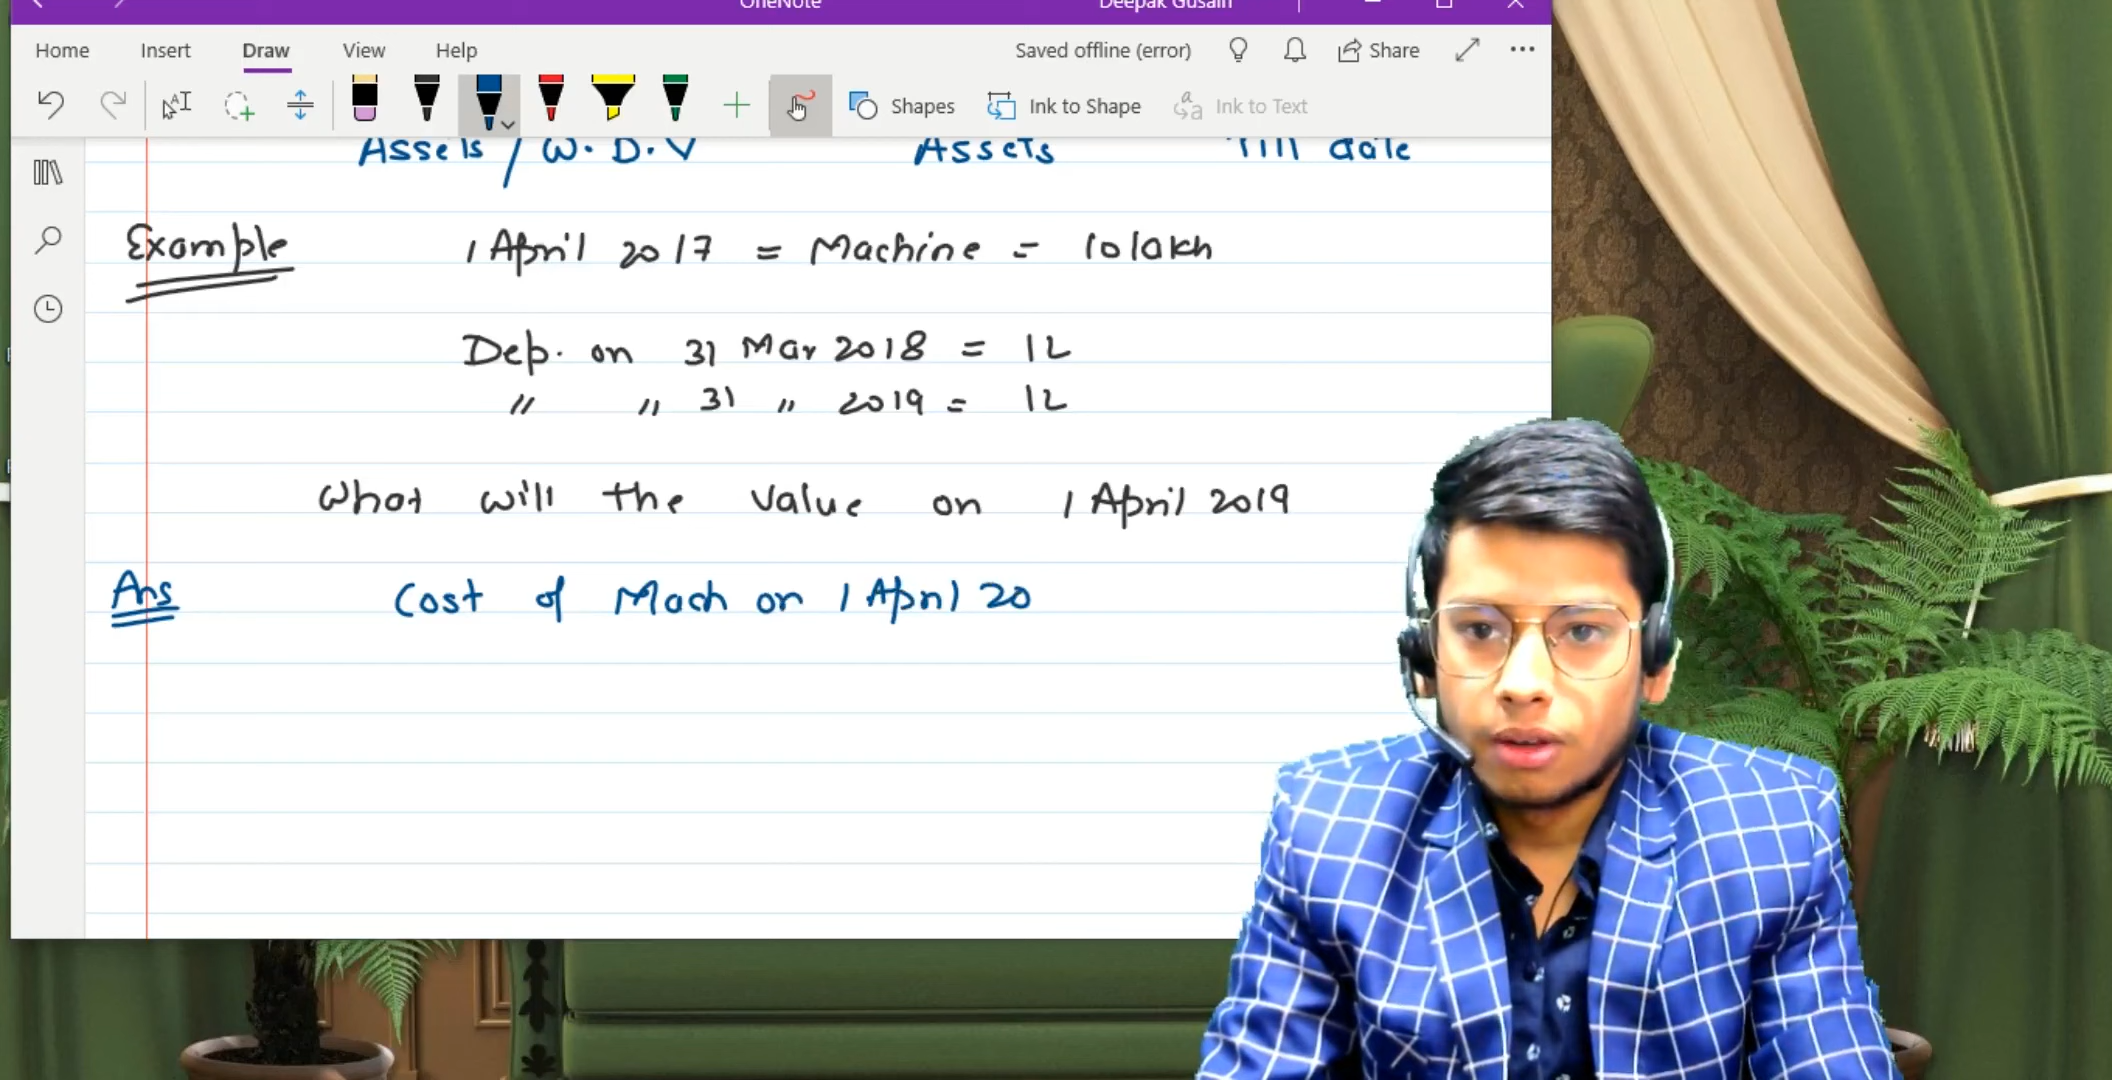 OneNote Deepak Gusain
Home Insert Draw View Help Saved offline (error) Share
Shapes Ink to Shape Ink to Text
Assets / W.D.V Assets Till date
Example 1 April 2017 = Machine = 10 lakh
Dep. on 31 Mar 2018 = 1L
〃 〃 31 〃 2019 = 1L
What will the value on 1 April 2019
Ans Cost of Mach on 1 April 20